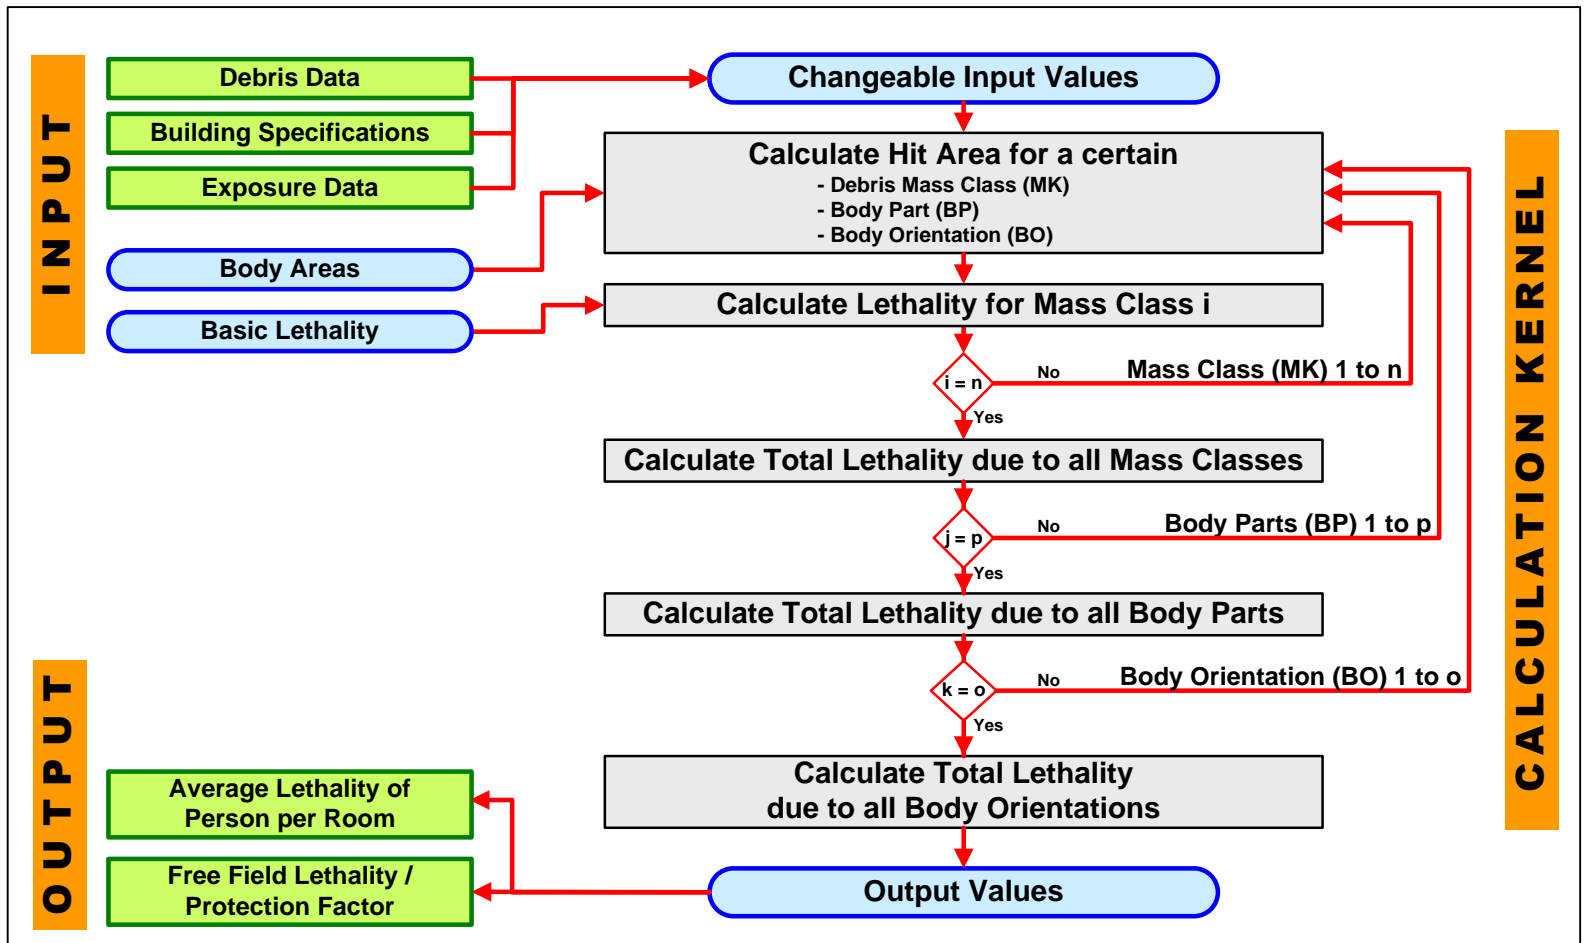 INPUT
Debris Data
Building Specifications
Exposure Data
Body Areas
Basic Lethality
Changeable Input Values
Calculate Hit Area for a certain
- Debris Mass Class (MK)
- Body Part (BP)
- Body Orientation (BO)
Calculate Lethality for Mass Class i
i = n
No
Mass Class (MK) 1 to n
Yes
Calculate Total Lethality due to all Mass Classes
j = p
No
Body Parts (BP) 1 to p
Yes
Calculate Total Lethality due to all Body Parts
k = o
No
Body Orientation (BO) 1 to o
Yes
Calculate Total Lethality
due to all Body Orientations
Output Values
CALCULATION KERNEL
OUTPUT
Average Lethality of
Person per Room
Free Field Lethality /
Protection Factor